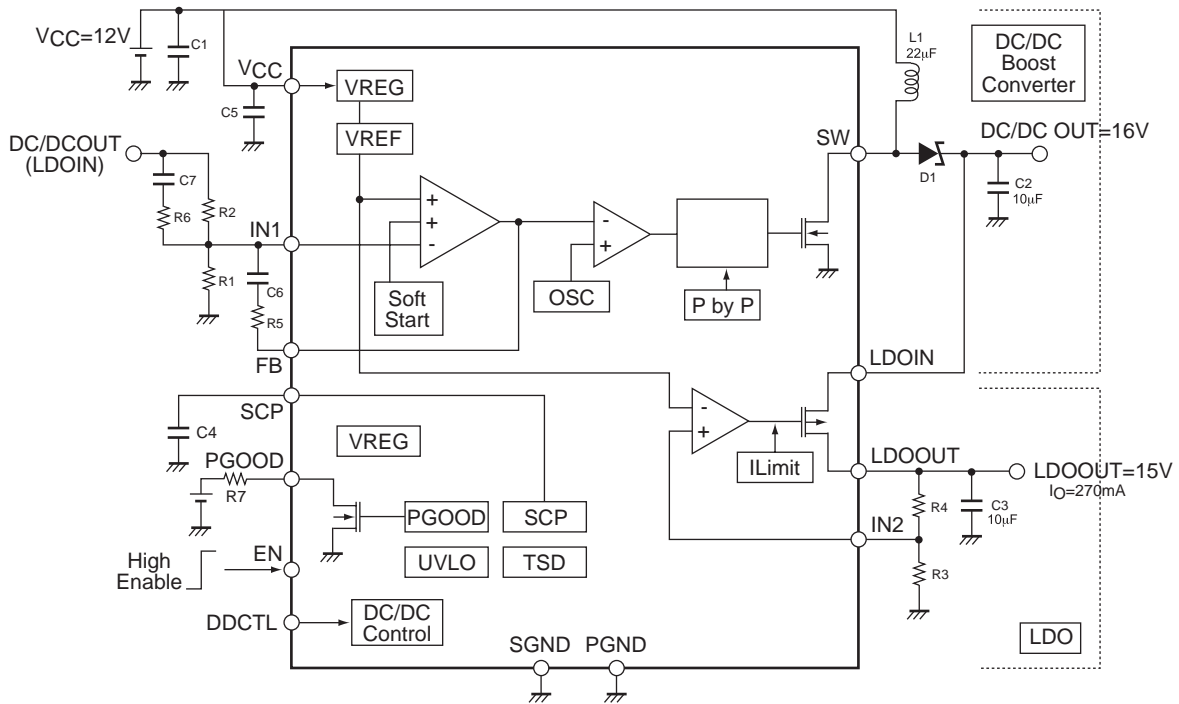 VCC=12V
C1
L1
22µF
DC/DC
Boost
Converter
VCC
C5
VREG
VREF
DC/DCOUT
(LDOIN)
C7
R6
R2
IN1
R1
C6
R5
FB
+
+
-
Soft
Start
-
+
OSC
P by P
SW
D1
DC/DC OUT=16V
C2
10µF
LDOIN
SCP
C4
VREG
-
+
ILimit
LDOOUT
LDOOUT=15V
IO=270mA
R4
C3
10µF
PGOOD
R7
PGOOD
SCP
IN2
UVLO
TSD
R3
High
Enable
EN
DDCTL
DC/DC
Control
SGND
PGND
LDO